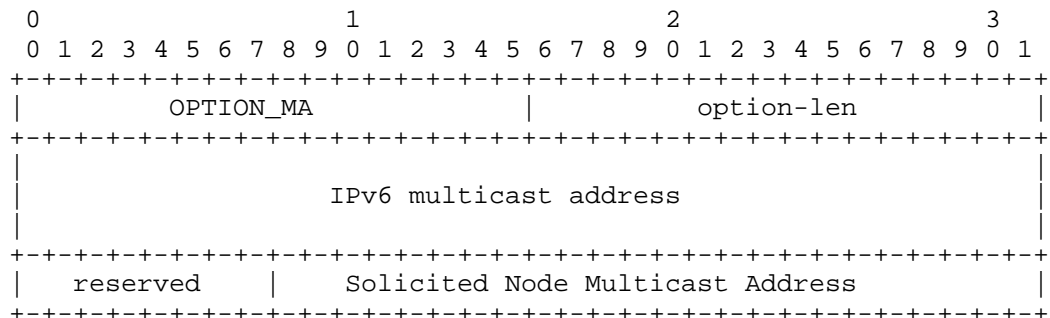 0                   1                   2                   3
 0 1 2 3 4 5 6 7 8 9 0 1 2 3 4 5 6 7 8 9 0 1 2 3 4 5 6 7 8 9 0 1
+-+-+-+-+-+-+-+-+-+-+-+-+-+-+-+-+-+-+-+-+-+-+-+-+-+-+-+-+-+-+-+-+
|         OPTION_MA             |          option-len           |
+-+-+-+-+-+-+-+-+-+-+-+-+-+-+-+-+-+-+-+-+-+-+-+-+-+-+-+-+-+-+-+-+
|                                                               |
|                   IPv6 multicast address                      |
|                                                               |
+-+-+-+-+-+-+-+-+-+-+-+-+-+-+-+-+-+-+-+-+-+-+-+-+-+-+-+-+-+-+-+-+
|   reserved    |    Solicited Node Multicast Address           |
+-+-+-+-+-+-+-+-+-+-+-+-+-+-+-+-+-+-+-+-+-+-+-+-+-+-+-+-+-+-+-+-+